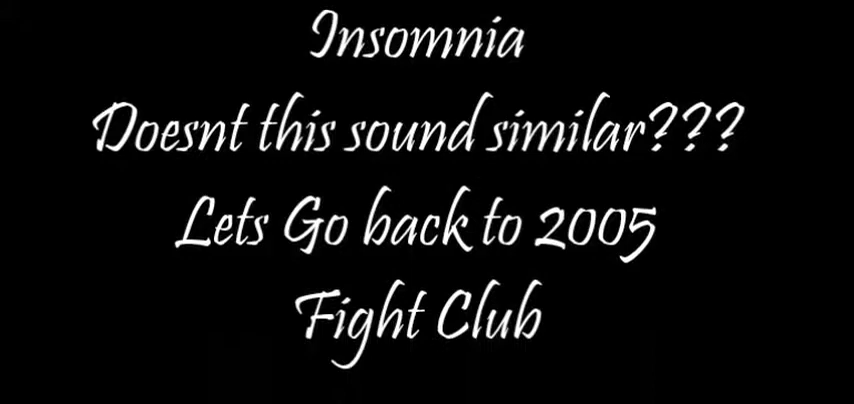 Insomnia
Doesnt this sound similar???
Lets Go back to 2005
Fight Club